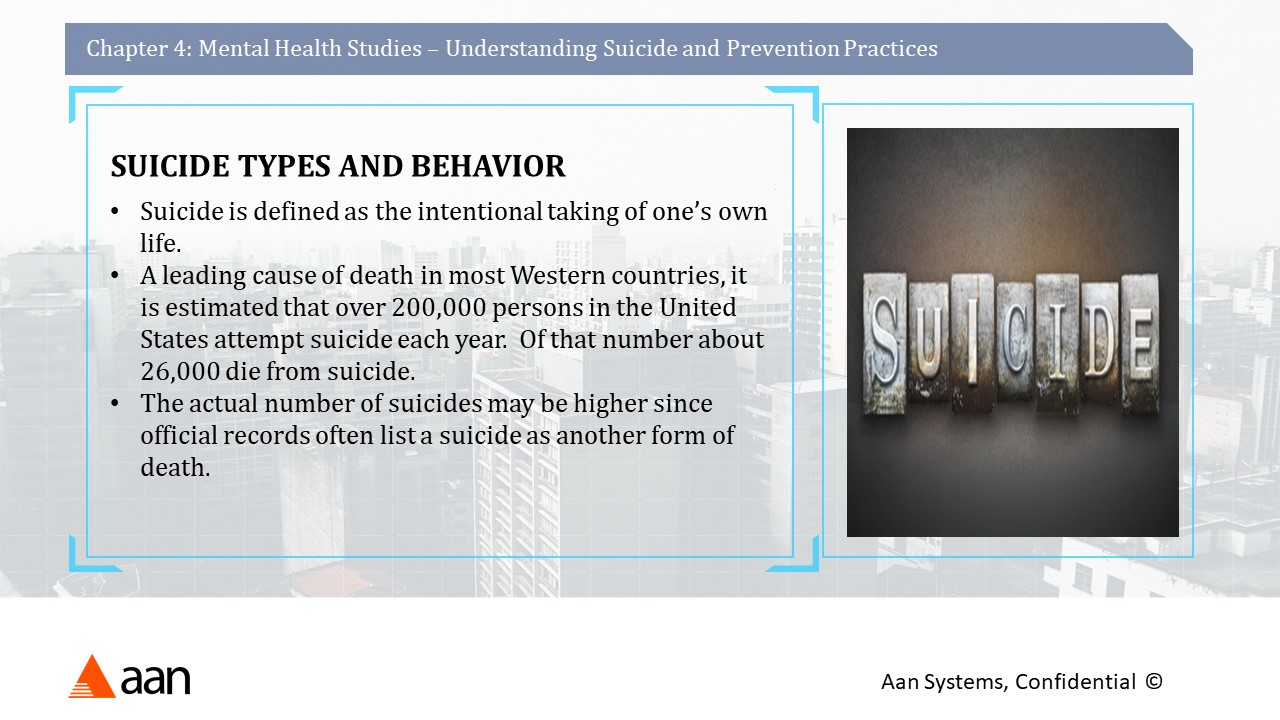 Chapter 4: Mental Health Studies – Understanding Suicide and Prevention Practices
SUICIDE TYPES AND BEHAVIOR
• Suicide is defined as the intentional taking of one’s own
life.
• A leading cause of death in most Western countries, it
is estimated that over 200,000 persons in the United
States attempt suicide each year.  Of that number about
26,000 die from suicide.
• The actual number of suicides may be higher since
official records often list a suicide as another form of
death.
SUICIDE
aan
Aan Systems, Confidential ©